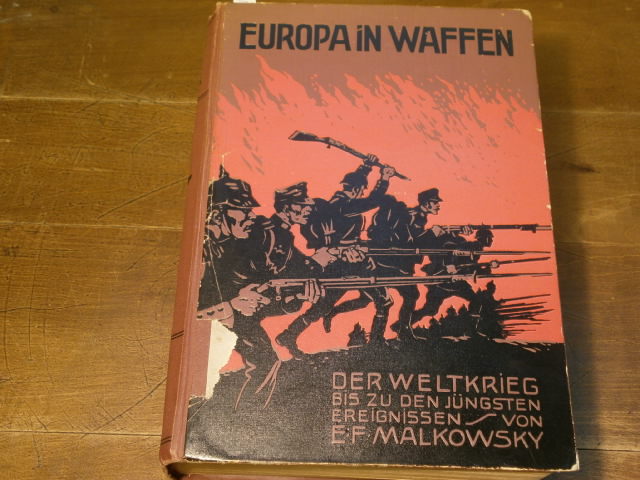 EUROPA iN WAFFEN
DER WELTKRiEG
BiS ZU DEN JÜNGSTEN
EREiGNiSSEN VON
E·F·MALKOWSKY